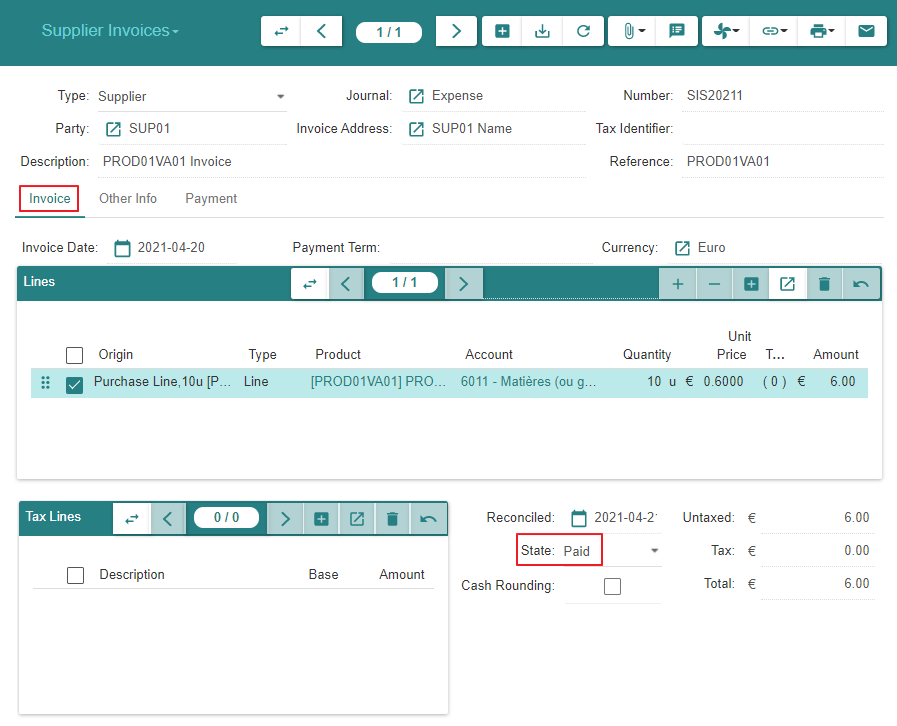 Supplier Invoices
1 / 1
Type: Supplier Journal: Expense Number: SIS20211
Party: SUP01 Invoice Address: SUP01 Name Tax Identifier:
Description: PROD01VA01 Invoice Reference: PROD01VA01
Invoice Other Info Payment
Invoice Date: 2021-04-20 Payment Term: Currency: Euro
Lines 1 / 1
Origin Type Product Account Quantity Unit Price T... Amount
Purchase Line,10u [P... Line [PROD01VA01] PRO... 6011 - Matières (ou g... 10 u € 0.6000 ( 0 ) € 6.00
Tax Lines 0 / 0
Description Base Amount
Reconciled: 2021-04-2 Untaxed: € 6.00
State: Paid Tax: € 0.00
Cash Rounding: Total: € 6.00